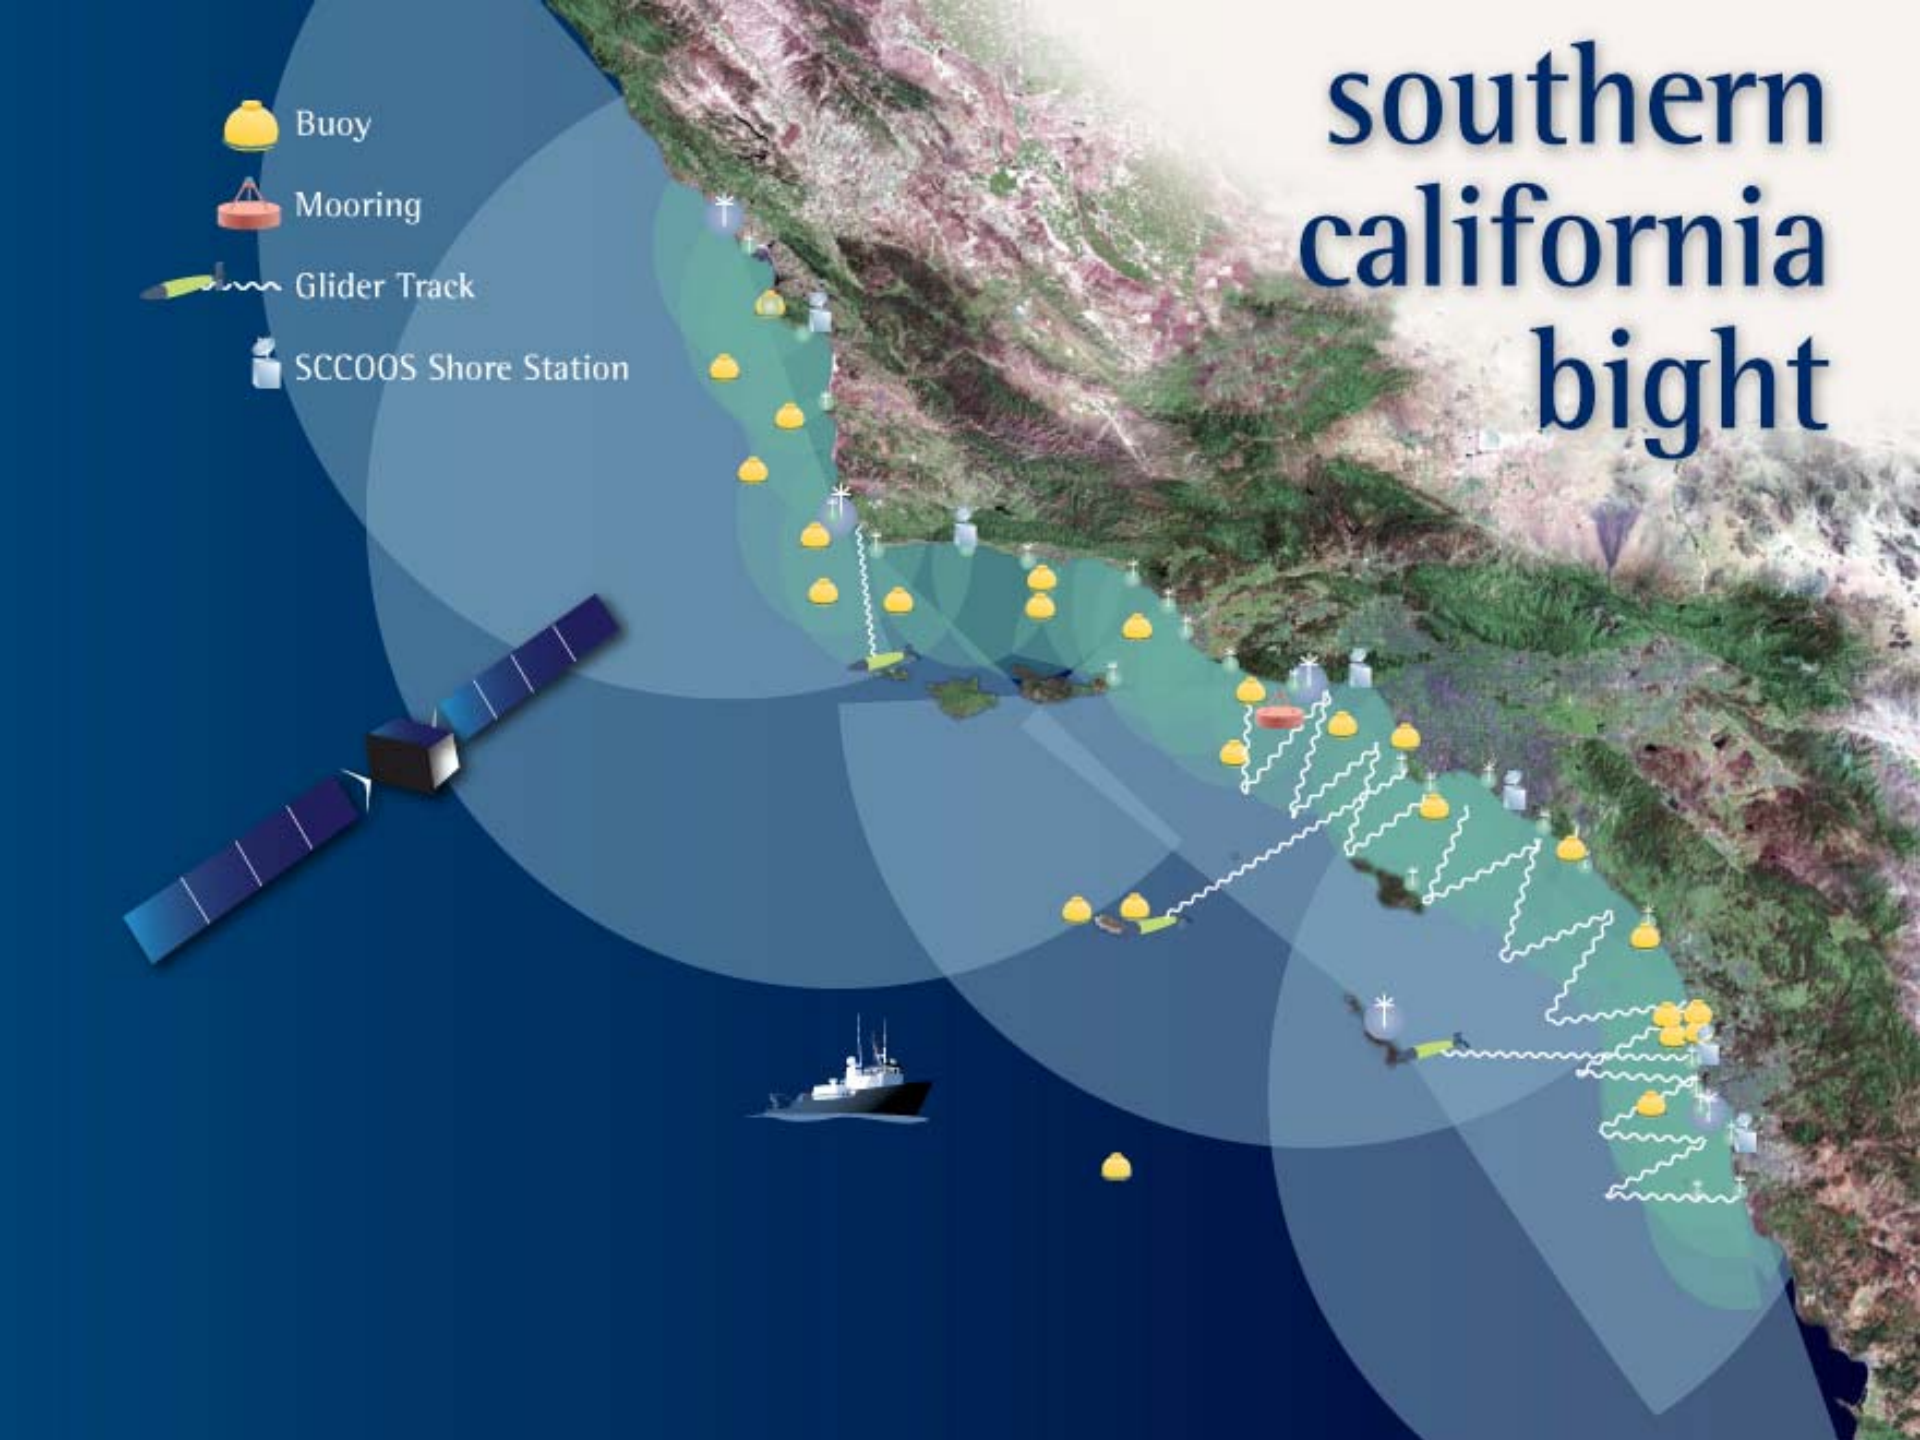 southern
california
bight
Buoy
Mooring
Glider Track
SCCOOS Shore Station